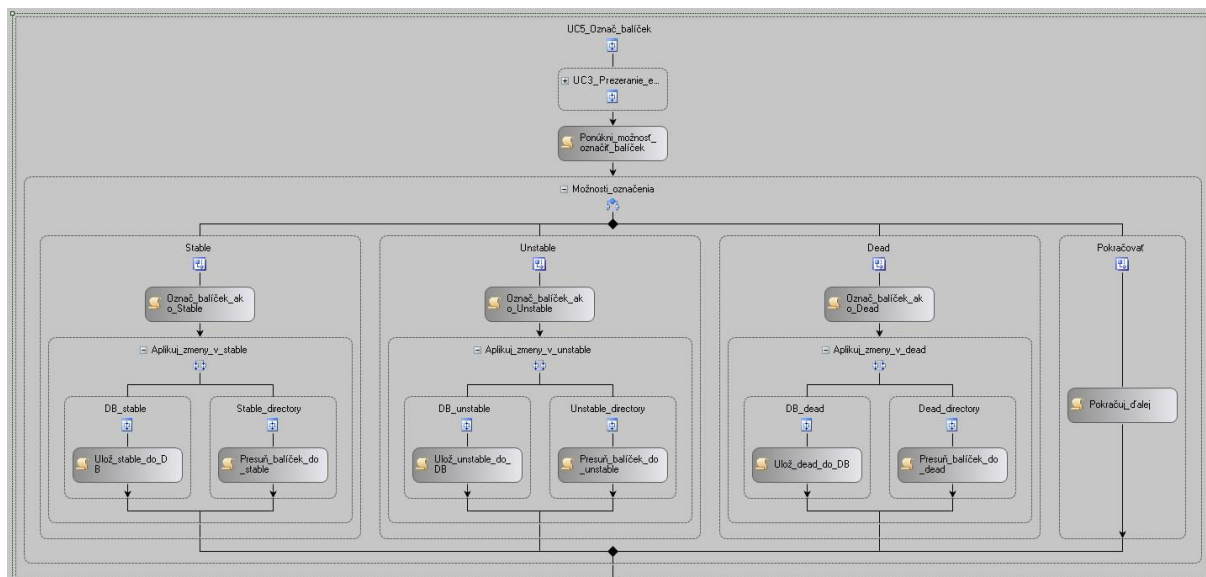 UC5_Označ_balíček
UC3_Prezeranie_e...
Ponúkni_možnosť_
označiť_balíček
Možnosti_označenia
Stable
Unstable
Dead
Pokračovať
Označ_balíček_ak
o_Stable
Označ_balíček_ak
o_Unstable
Označ_balíček_ak
o_Dead
Aplikuj_zmeny_v_stable
Aplikuj_zmeny_v_unstable
Aplikuj_zmeny_v_dead
DB_stable
Stable_directory
DB_unstable
Unstable_directory
DB_dead
Dead_directory
Pokračuj_ďalej
Ulož_stable_do_D
B
Presuň_balíček_do
_stable
Ulož_unstable_do_
DB
Presuň_balíček_do
_unstable
Ulož_dead_do_DB
Presuň_balíček_do
_dead